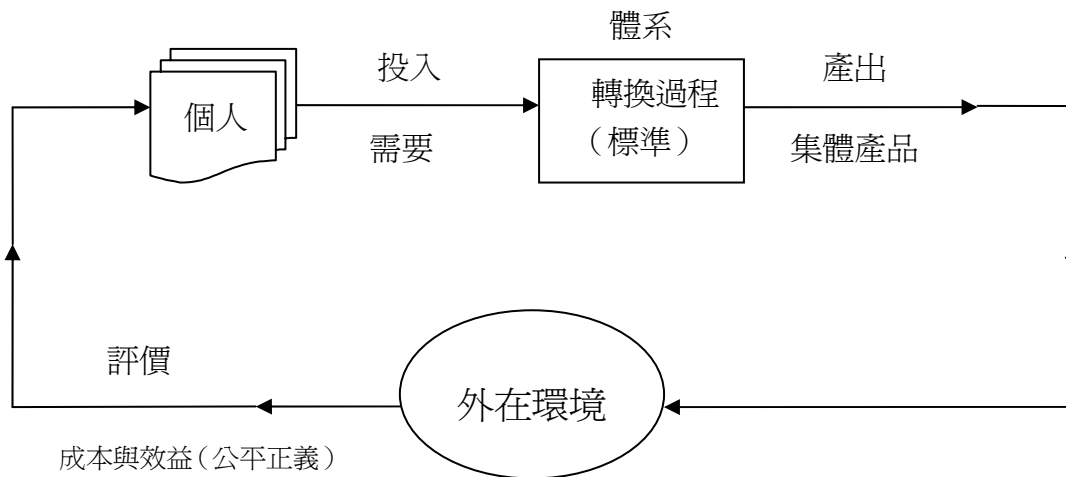 體系
投入
產出
個人
轉換過程
（標準）
需要
集體產品
評價
外在環境
成本與效益（公平正義）